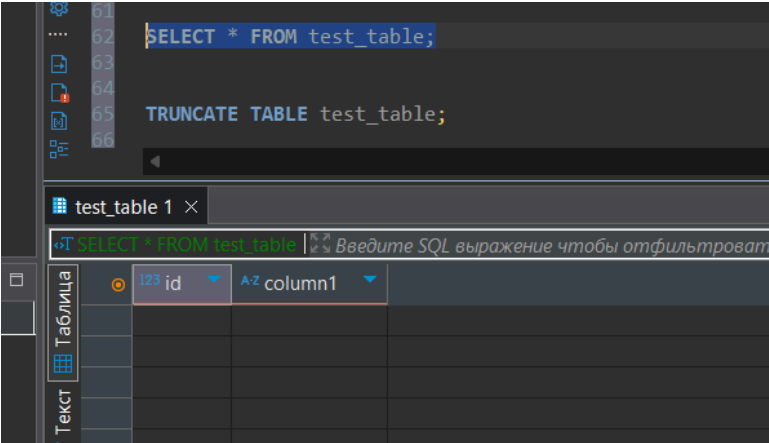 61
62 SELECT * FROM test_table;
63
64
65 TRUNCATE TABLE test_table;
66
test_table 1
SELECT * FROM test_table Введите SQL выражение чтобы отфильтроват
Таблица
123 id A-Z column1
Текст